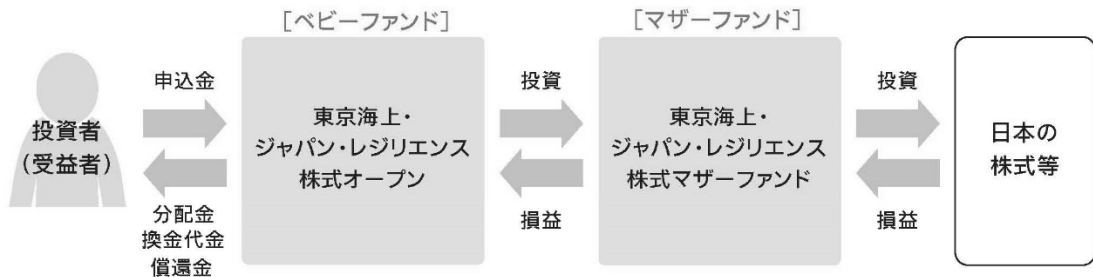 [ベビーファンド]
[マザーファンド]
投資者
(受益者)
申込金
分配金
換金代金
償還金
東京海上・
ジャパン・レジリエンス
株式オープン
投資
損益
東京海上・
ジャパン・レジリエンス
株式マザーファンド
投資
損益
日本の
株式等